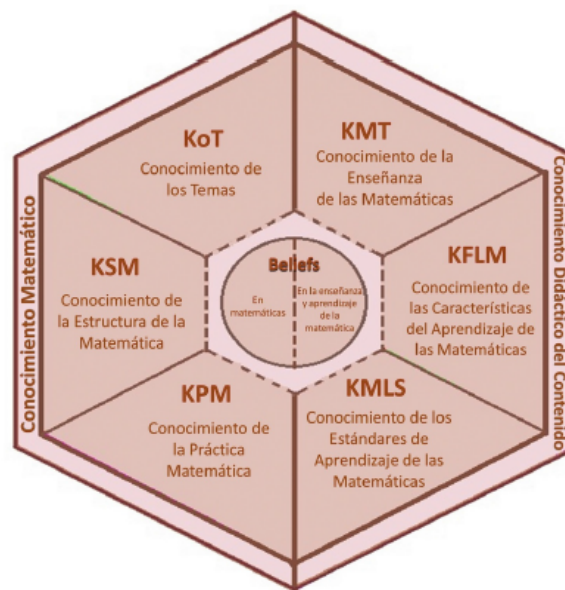 Conocimiento Matemático
KoT
Conocimiento de
los Temas
KMT
Conocimiento de la
Enseñanza
de las Matemáticas
KSM
Conocimiento de
la Estructura de la
Matemática
Beliefs
En
matemáticas
En la enseñanza
y aprendizaje
de la
matemática
KFLM
Conocimiento de
las Características
del Aprendizaje de
las Matemáticas
KPM
Conocimiento de
la Práctica
Matemática
KMLS
Conocimiento de los
Estándares de
Aprendizaje de las
Matemáticas
Conocimiento Didáctico del Contenido